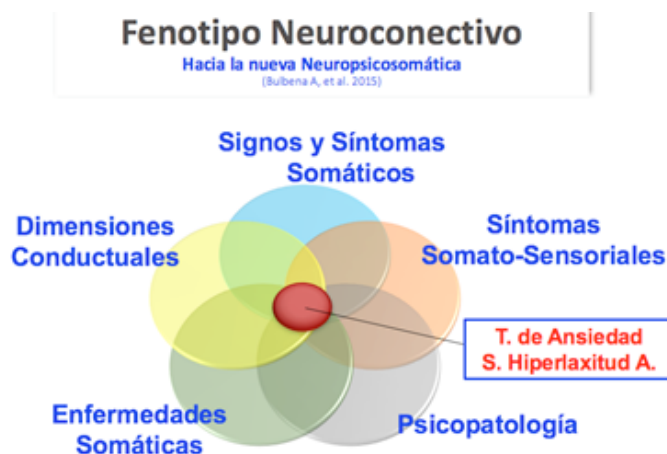 Fenotipo Neuroconectivo
Hacia la nueva Neuropsicosomática
(Bulbena A, et al. 2015)
Signos y Síntomas
Somáticos
Dimensiones
Conductuales
Síntomas
Somato-Sensoriales
T. de Ansiedad
S. Hiperlaxitud A.
Enfermedades
Somáticas
Psicopatología